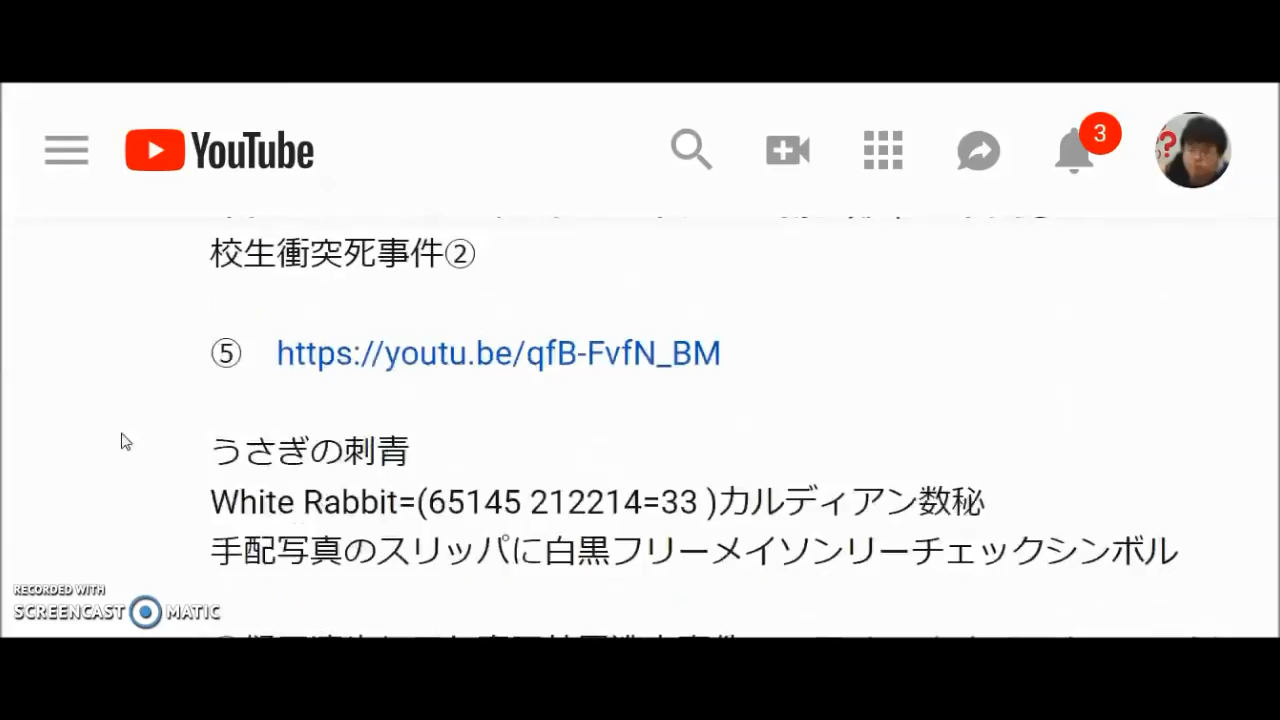 YouTube
3
校生衝突死事件②
⑤ https://youtu.be/qfB-FvfN_BM
うさぎの刺青
White Rabbit=(65145 212214=33 )カルディアン数秘
手配写真のスリッパに白黒フリーメイソンリーチェックシンボル
RECORDED WITH
SCREENCAST MATIC